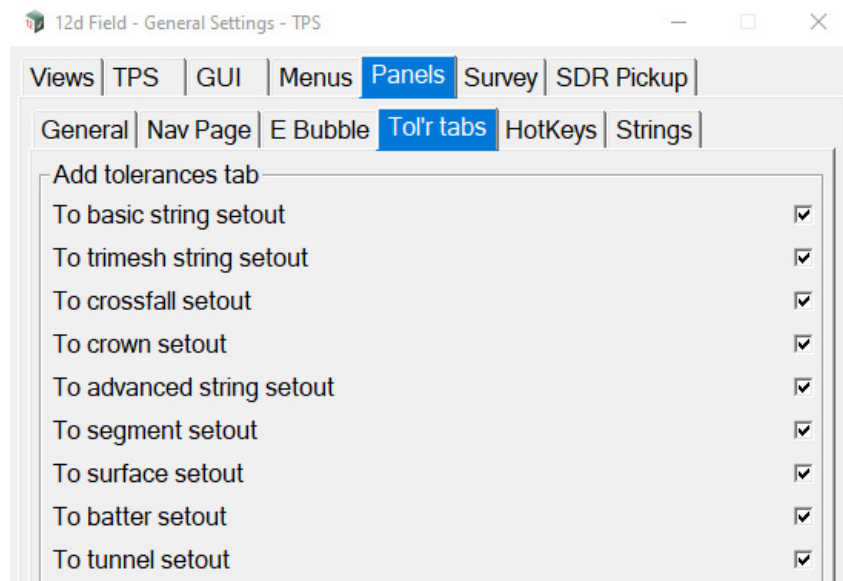 12d Field - General Settings - TPS
Views TPS GUI Menus Panels Survey SDR Pickup
General Nav Page E Bubble Tol'r tabs HotKeys Strings
Add tolerances tab
To basic string setout
To trimesh string setout
To crossfall setout
To crown setout
To advanced string setout
To segment setout
To surface setout
To batter setout
To tunnel setout